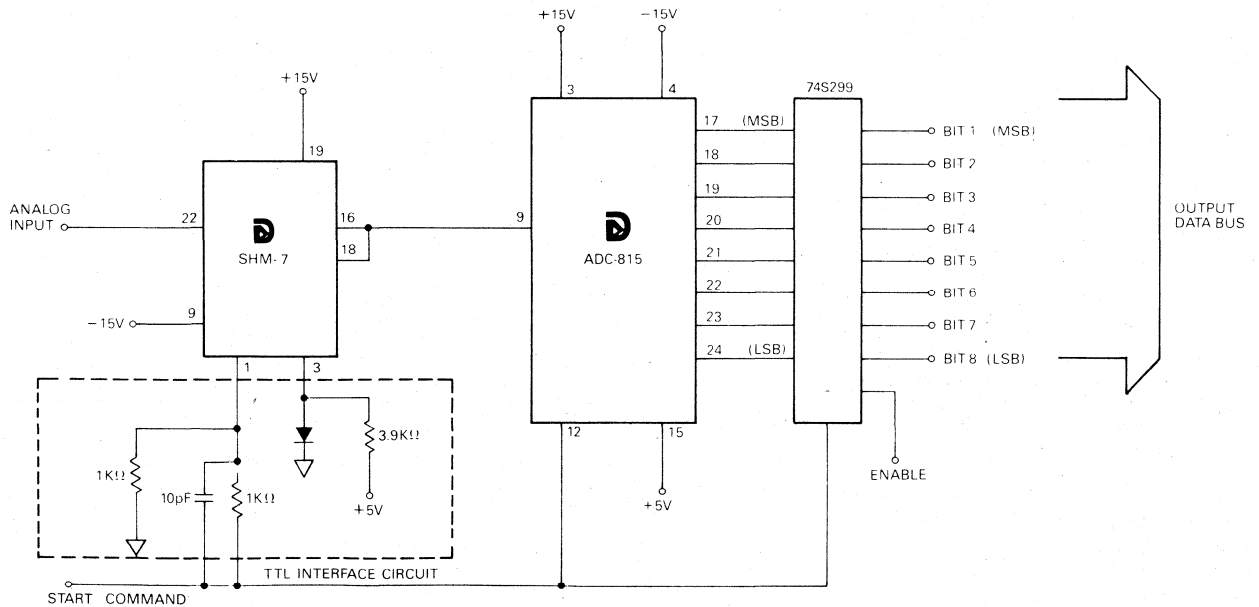 +15V
-15V
3
4
74S299
+15V
19
17 (MSB)
BIT 1 (MSB)
18
BIT 2
19
BIT 3
ANALOG
INPUT
22
16
9
20
BIT 4
OUTPUT
DATA BUS
18
SHM-7
ADC-815
21
BIT 5
22
BIT 6
-15V
9
23
BIT 7
24 (LSB)
BIT 8 (LSB)
1
3
12
15
3.9KΩ
1KΩ
10pF
1KΩ
+5V
+5V
ENABLE
TTL INTERFACE CIRCUIT
START COMMAND